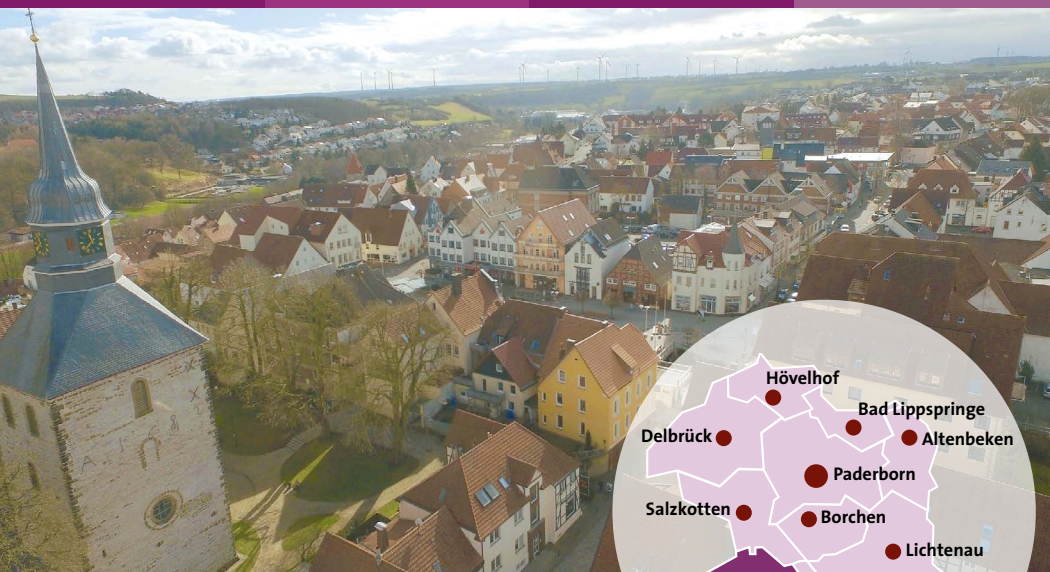 Hövelhof
Bad Lippspringe
Delbrück
Altenbeken
Paderborn
Salzkotten
Borchen
Lichtenau